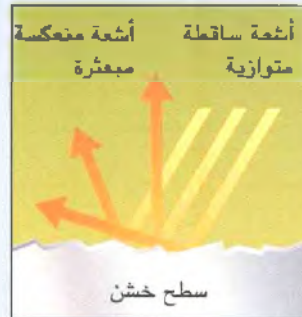 أشعة ساقطة
متوازية
أشعة منعكسة
مبعثرة
سطح خشن